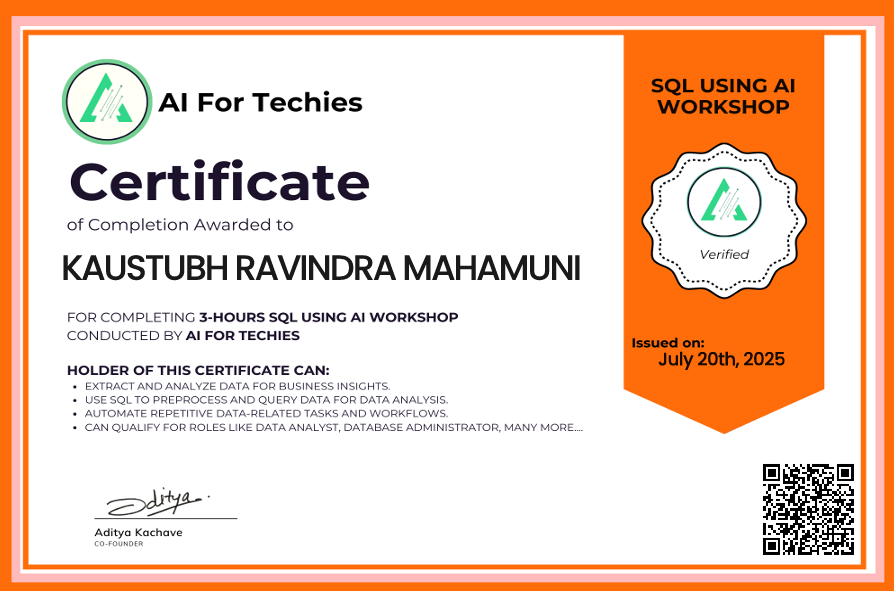 AI For Techies
Certificate
of Completion Awarded to
KAUSTUBH RAVINDRA MAHAMUNI
FOR COMPLETING 3-HOURS SQL USING AI WORKSHOP
CONDUCTED BY AI FOR TECHIES
HOLDER OF THIS CERTIFICATE CAN:
• EXTRACT AND ANALYZE DATA FOR BUSINESS INSIGHTS.
• USE SQL TO PREPROCESS AND QUERY DATA FOR DATA ANALYSIS.
• AUTOMATE REPETITIVE DATA-RELATED TASKS AND WORKFLOWS.
• CAN QUALIFY FOR ROLES LIKE DATA ANALYST, DATABASE ADMINISTRATOR, MANY MORE....
Aditya
Aditya Kachave
CO-FOUNDER
SQL USING AI
WORKSHOP
Verified
Issued on:
July 20th, 2025